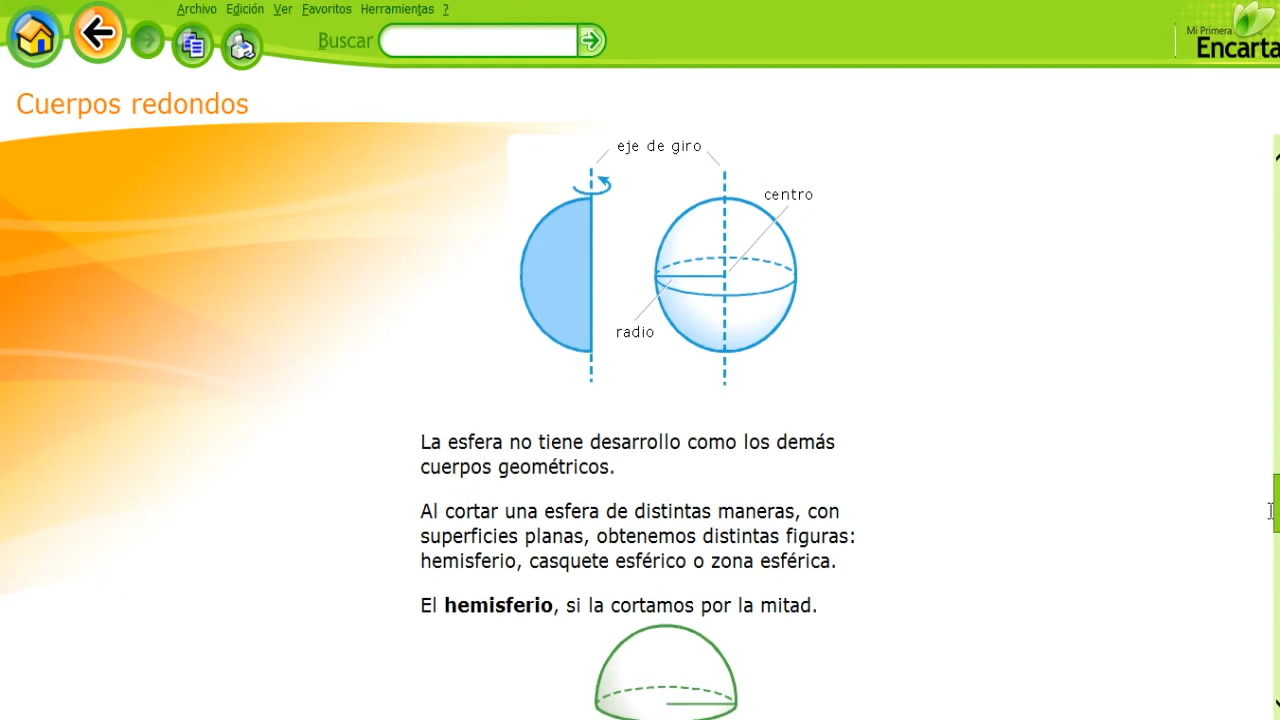 Archivo Edición Ver Favoritos Herramientas ?
Buscar
Mi Primera
Encarta
Cuerpos redondos
eje de giro
centro
radio
La esfera no tiene desarrollo como los demás
cuerpos geométricos.
Al cortar una esfera de distintas maneras, con
superficies planas, obtenemos distintas figuras:
hemisferio, casquete esférico o zona esférica.
El hemisferio, si la cortamos por la mitad.